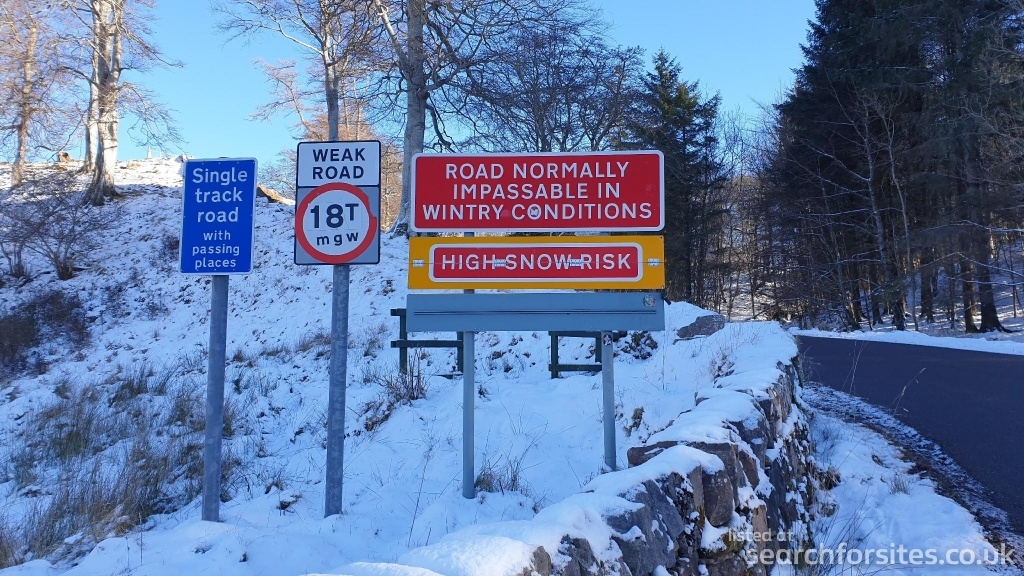 Single
track
road
with
passing
places
WEAK
ROAD
18T
mgw
ROAD NORMALLY
IMPASSABLE IN
WINTRY CONDITIONS
HIGH SNOW RISK
listed at
searchforsites.co.uk